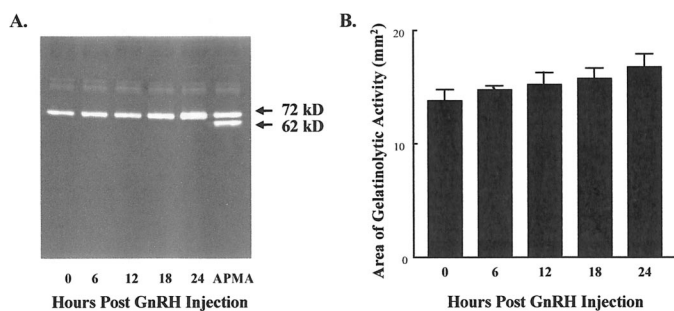 A.
72 kD
62 kD
0 6 12 18 24 APMA
Hours Post GnRH Injection
B.
Area of Gelatinolytic Activity (mm²)
20
10
0
0 6 12 18 24
Hours Post GnRH Injection